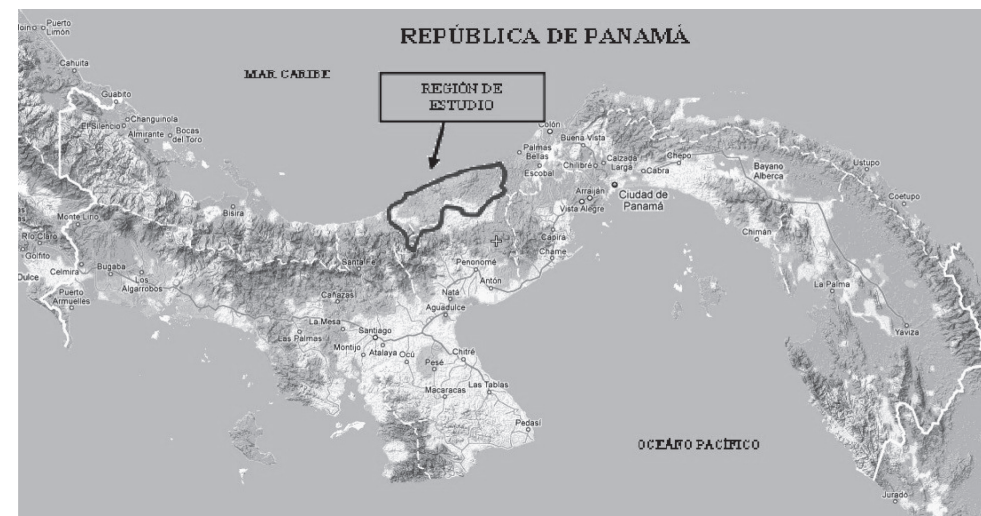 REPÚBLICA DE PANAMÁ
Puerto
Limón
Cahuita
MAR CARIBE
REGIÓN DE
ESTUDIO
Guabito
Changuinola
El Silencio
Almirante
Bocas
del Toro
Colón
Buena Vista
Palmas
Bellas
Chilibre
Calzada
Larga
Chepo
Cabra
Escobal
Bayano
Alberca
Ustupo
Arraiján
Ciudad de
Panamá
Vista Alegre
Coetupo
Bisira
Monte Lirio
Río Claro
Golfito
Dulce
Celmira
Bugaba
Los
Algarrobos
Puerto
Armuelles
Santa Fé
Capira
Chame
Chimán
Penonomé
Antón
Natá
Aguadulce
Cañazas
La Palma
La Mesa
Las Palmas
Santiago
Montijo
Atalaya
Ocú
Chitré
Pesé
Yaviza
Macaracas
Las Tablas
Pedasí
OCEÁNO PACÍFICO
Jurado